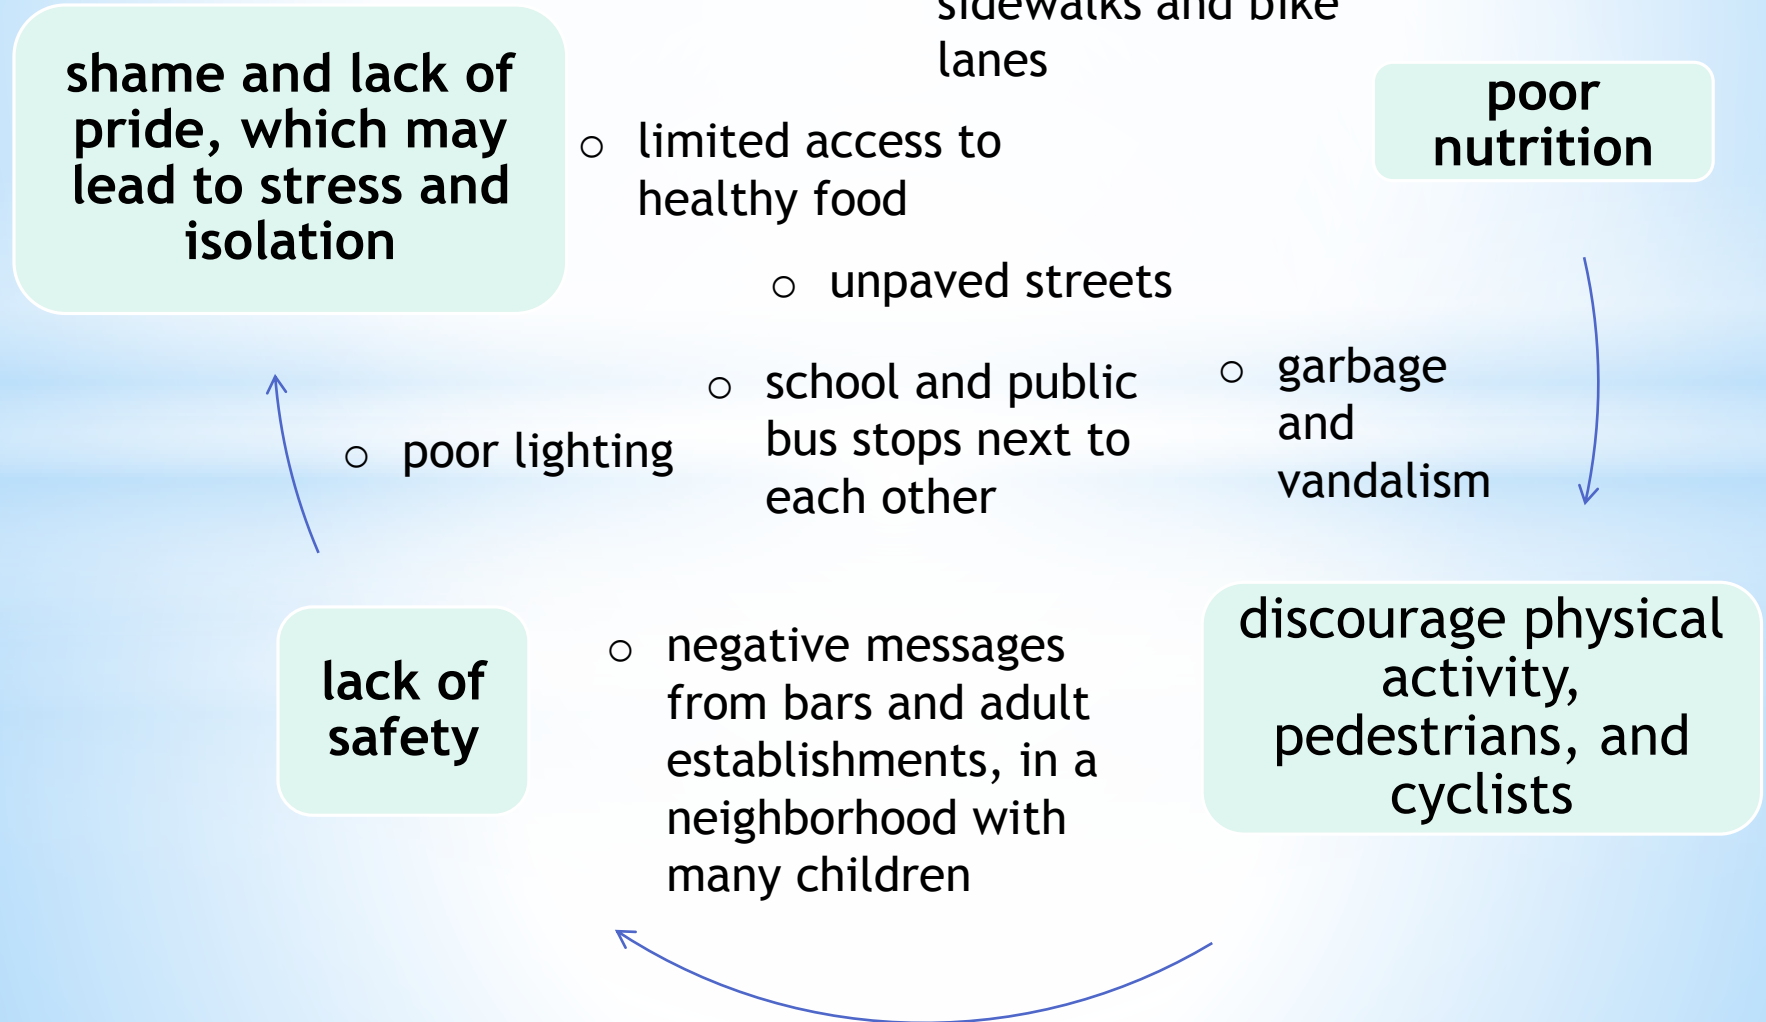 sidewalks and bike
lanes
shame and lack of
pride, which may
lead to stress and
isolation
poor
nutrition
○ limited access to
healthy food
○ unpaved streets
○ garbage
and
vandalism
○ school and public
bus stops next to
each other
○ poor lighting
discourage physical
activity,
pedestrians, and
cyclists
lack of
safety
○ negative messages
from bars and adult
establishments, in a
neighborhood with
many children